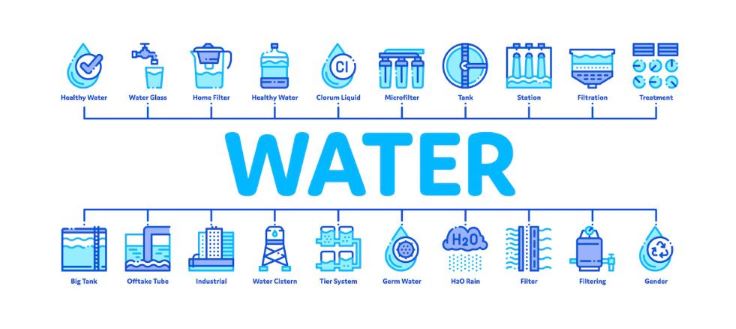 Cl
Healthy Water Water Glass Home Filter Healthy Water Clorum Liquid Microfilter Tank Station Filtration Treatment
WATER
H2O
Big Tank Offtake Tube Industrial Water Cistern Tier System Germ Water H2O Rain Filter Filtering Gender